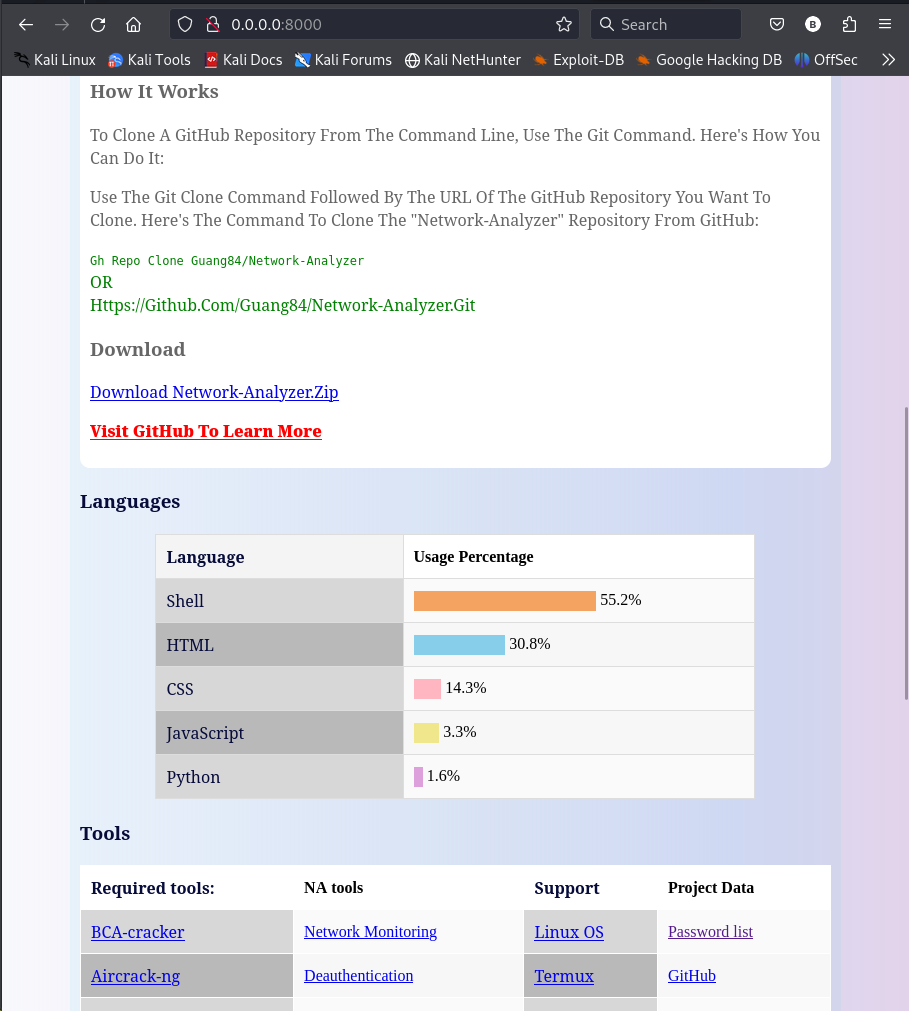 0.0.0.0:8000
Search
B
Kali Linux Kali Tools Kali Docs Kali Forums Kali NetHunter Exploit-DB Google Hacking DB OffSec
How It Works
To Clone A GitHub Repository From The Command Line, Use The Git Command. Here's How You
Can Do It:
Use The Git Clone Command Followed By The URL Of The GitHub Repository You Want To
Clone. Here's The Command To Clone The "Network-Analyzer" Repository From GitHub:
Gh Repo Clone Guang84/Network-Analyzer
OR
Https://Github.Com/Guang84/Network-Analyzer.Git
Download
Download Network-Analyzer.Zip
Visit GitHub To Learn More
Languages
Language Usage Percentage
Shell 55.2%
HTML 30.8%
CSS 14.3%
JavaScript 3.3%
Python 1.6%
Tools
Required tools: NA tools Support Project Data
BCA-cracker Network Monitoring Linux OS Password list
Aircrack-ng Deauthentication Termux GitHub